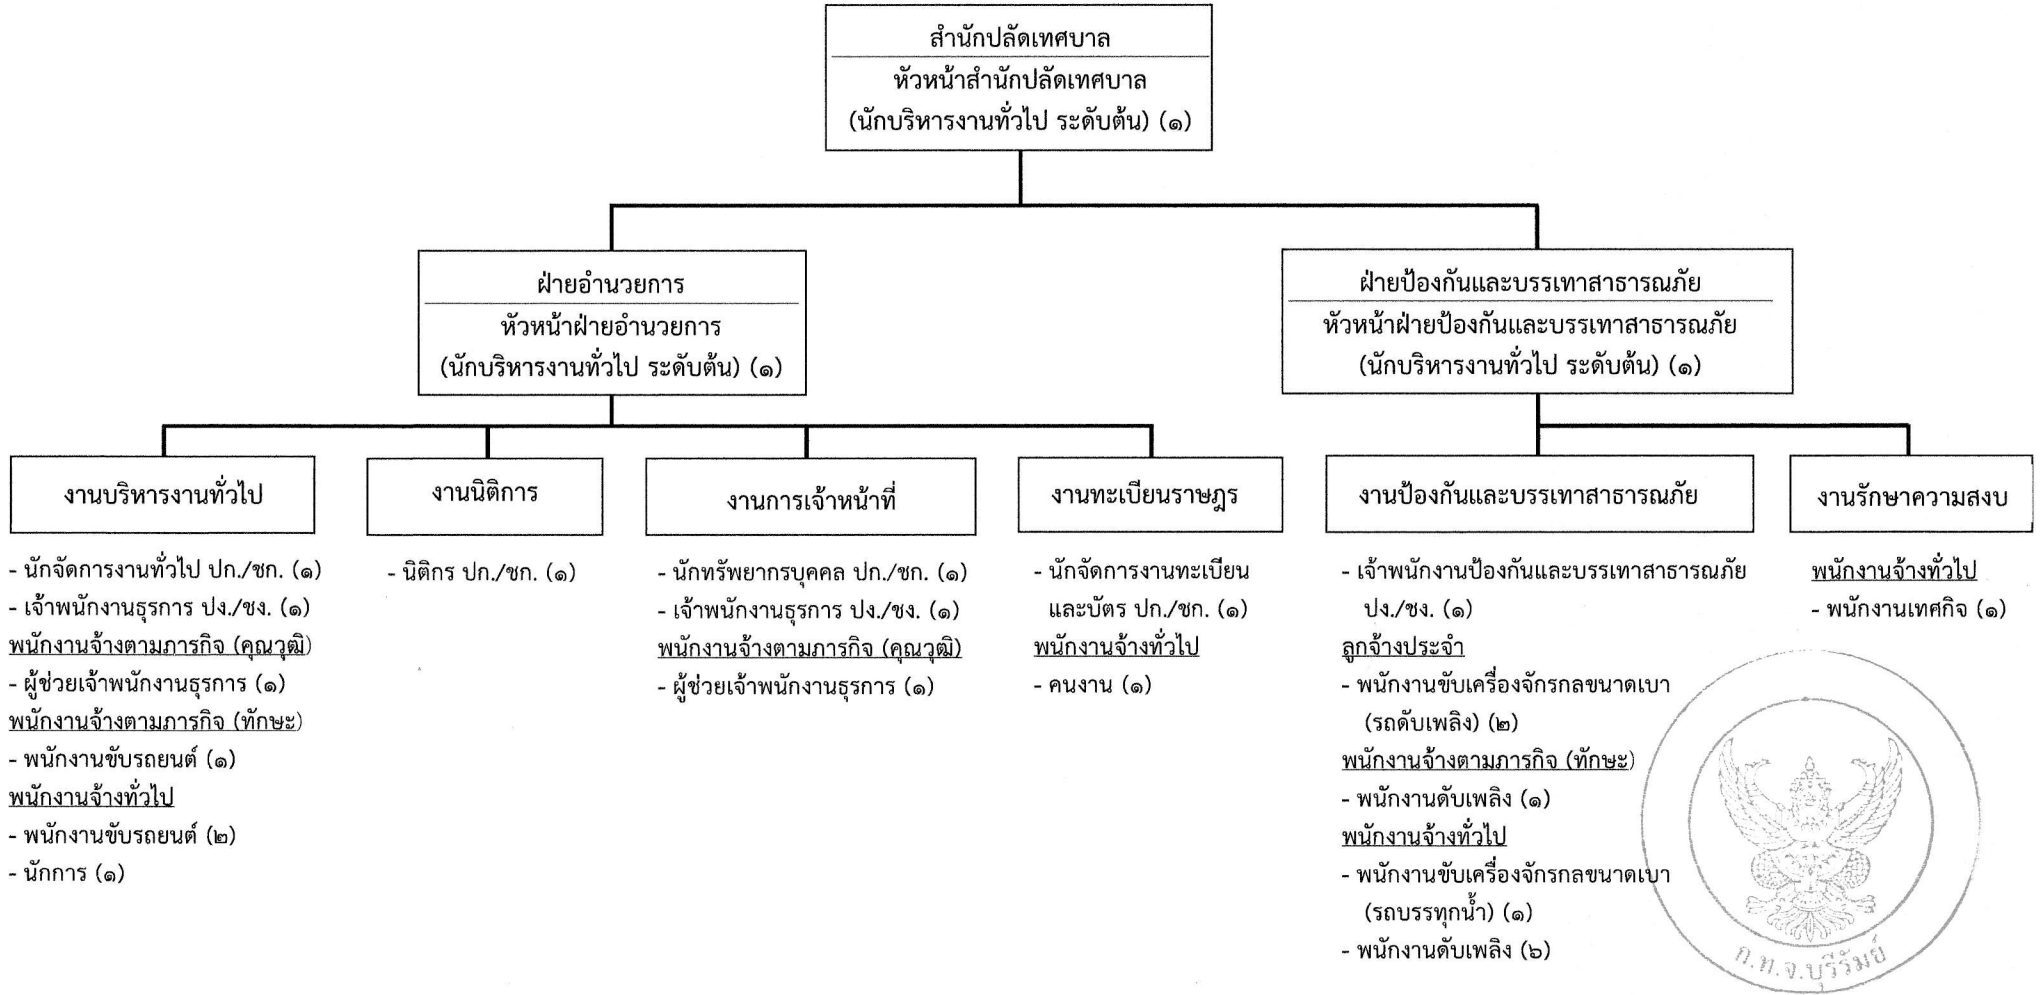 สำนักปลัดเทศบาล
หัวหน้าสำนักปลัดเทศบาล
(นักบริหารงานทั่วไป ระดับต้น) (๑)
ฝ่ายอำนวยการ
หัวหน้าฝ่ายอำนวยการ
(นักบริหารงานทั่วไป ระดับต้น) (๑)
ฝ่ายป้องกันและบรรเทาสาธารณภัย
หัวหน้าฝ่ายป้องกันและบรรเทาสาธารณภัย
(นักบริหารงานทั่วไป ระดับต้น) (๑)
งานบริหารงานทั่วไป
- นักจัดการงานทั่วไป ปก./ชก. (๑)
- เจ้าพนักงานธุรการ ปง./ชง. (๑)
พนักงานจ้างตามภารกิจ (คุณวุฒิ)
- ผู้ช่วยเจ้าพนักงานธุรการ (๑)
พนักงานจ้างตามภารกิจ (ทักษะ)
- พนักงานขับรถยนต์ (๑)
พนักงานจ้างทั่วไป
- พนักงานขับรถยนต์ (๒)
- นักการ (๑)
งานนิติการ
- นิติกร ปก./ชก. (๑)
งานการเจ้าหน้าที่
- นักทรัพยากรบุคคล ปก./ชก. (๑)
- เจ้าพนักงานธุรการ ปง./ชง. (๑)
พนักงานจ้างตามภารกิจ (คุณวุฒิ)
- ผู้ช่วยเจ้าพนักงานธุรการ (๑)
งานทะเบียนราษฎร
- นักจัดการงานทะเบียน
และบัตร ปก./ชก. (๑)
พนักงานจ้างทั่วไป
- คนงาน (๑)
งานป้องกันและบรรเทาสาธารณภัย
- เจ้าพนักงานป้องกันและบรรเทาสาธารณภัย
ปง./ชง. (๑)
ลูกจ้างประจำ
- พนักงานขับเครื่องจักรกลขนาดเบา
(รถดับเพลิง) (๒)
พนักงานจ้างตามภารกิจ (ทักษะ)
- พนักงานดับเพลิง (๑)
พนักงานจ้างทั่วไป
- พนักงานขับเครื่องจักรกลขนาดเบา
(รถบรรทุกน้ำ) (๑)
- พนักงานดับเพลิง (๖)
งานรักษาความสงบ
พนักงานจ้างทั่วไป
- พนักงานเทศกิจ (๑)
ก.ท.จ.บุรีรัมย์